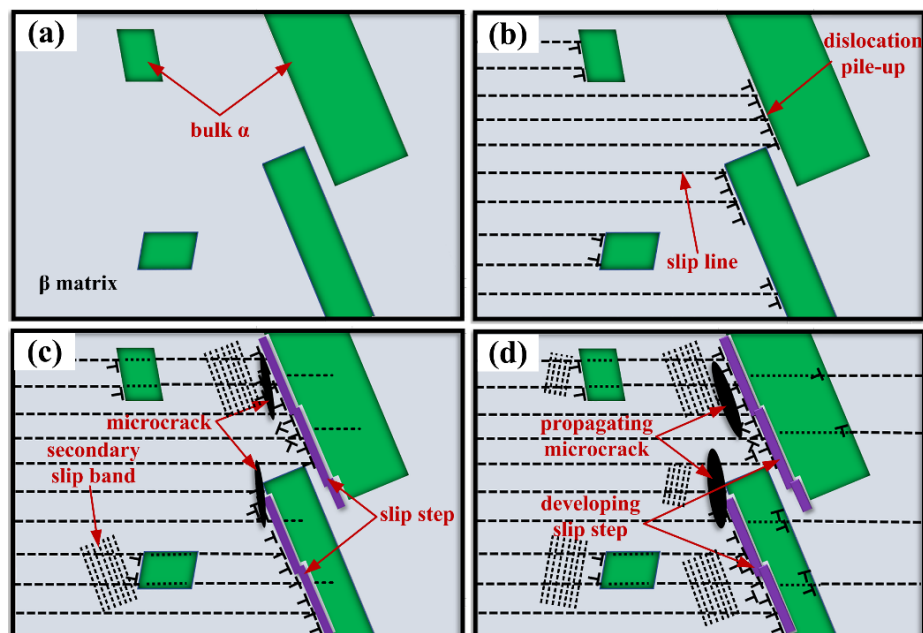 (a)
bulk α
β matrix
(b)
dislocation
pile-up
slip line
(c)
microcrack
secondary
slip band
slip step
(d)
propagating
microcrack
developing
slip step